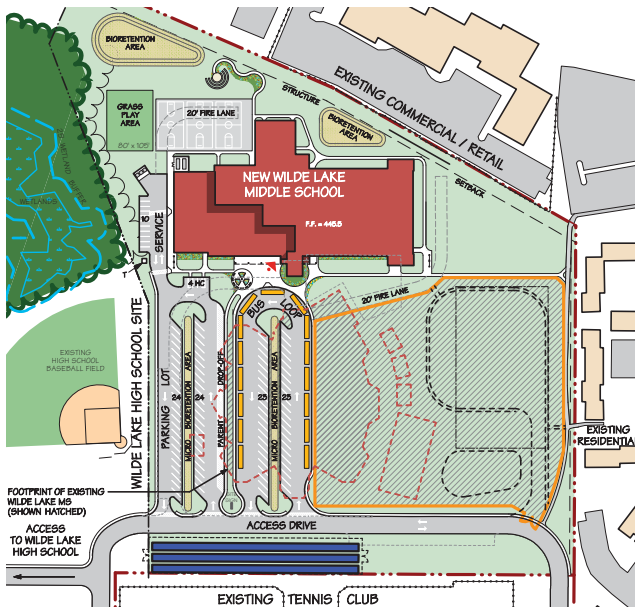 BIORETENTION
AREA
EXISTING COMMERCIAL / RETAIL
STRUCTURE
SETBACK
GRASS
PLAY
AREA
80' x 105'
20' FIRE LANE
BIORETENTION
AREA
WETLAND BUFFER
WETLANDS
NEW WILDE LAKE
MIDDLE SCHOOL
F.F. = 445.5
10
SERVICE
4 HC
BUS LOOP
20' FIRE LANE
EXISTING
HIGH SCHOOL
BASEBALL FIELD
WILDE LAKE HIGH SCHOOL SITE
PARKING LOT
24
MICRO BIORETENTION AREA
24
PARENT DROP-OFF
25
MICRO BIORETENTION AREA
25
EXISTING
RESIDENTIAL
FOOTPRINT OF EXISTING
WILDE LAKE MS
(SHOWN HATCHED)
ACCESS
TO WILDE LAKE
HIGH SCHOOL
ACCESS DRIVE
EXISTING TENNIS CLUB